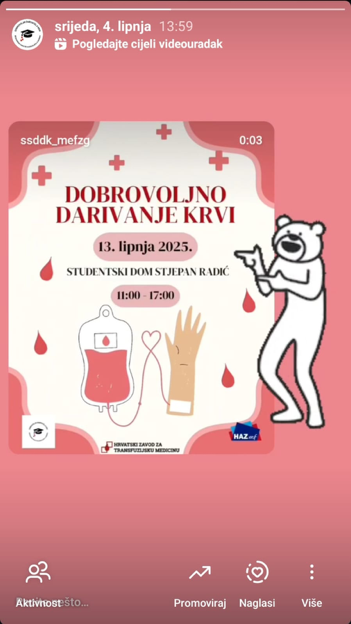 srijeda, 4. lipnja 13:59
Pogledajte cijeli videouradak
ssddk_mefzg 0:03
DOBROVOLJNO
DARIVANJE KRVI
13. lipnja 2025.
STUDENTSKI DOM STJEPAN RADIĆ
11:00 - 17:00
HRVATSKI ZAVOD ZA
TRANSFUZIJSKU MEDICINU
HAZ
Aktivnost
Promoviraj
Naglasi
Više